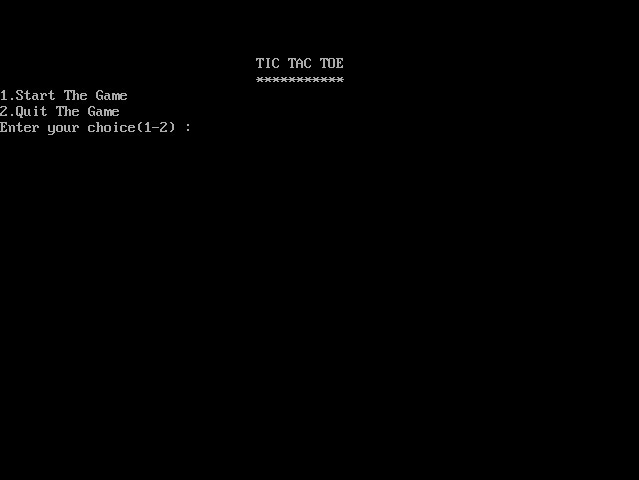 TIC TAC TOE
***********
1.Start The Game
2.Quit The Game
Enter your choice(1-2) :